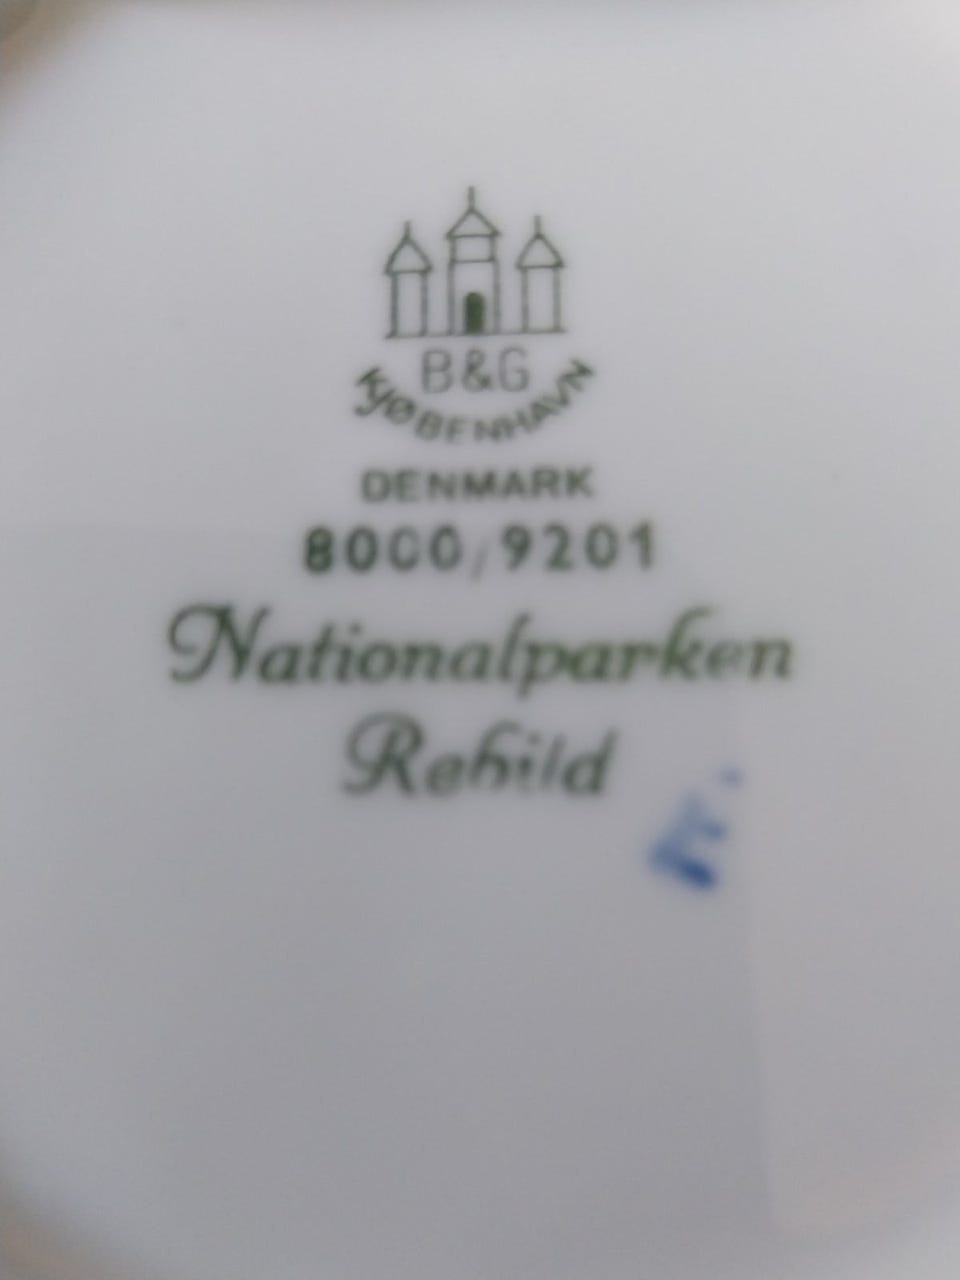 B&G
KJØBENHAVN
DENMARK
8000/9201
Nationalparken
Rebild